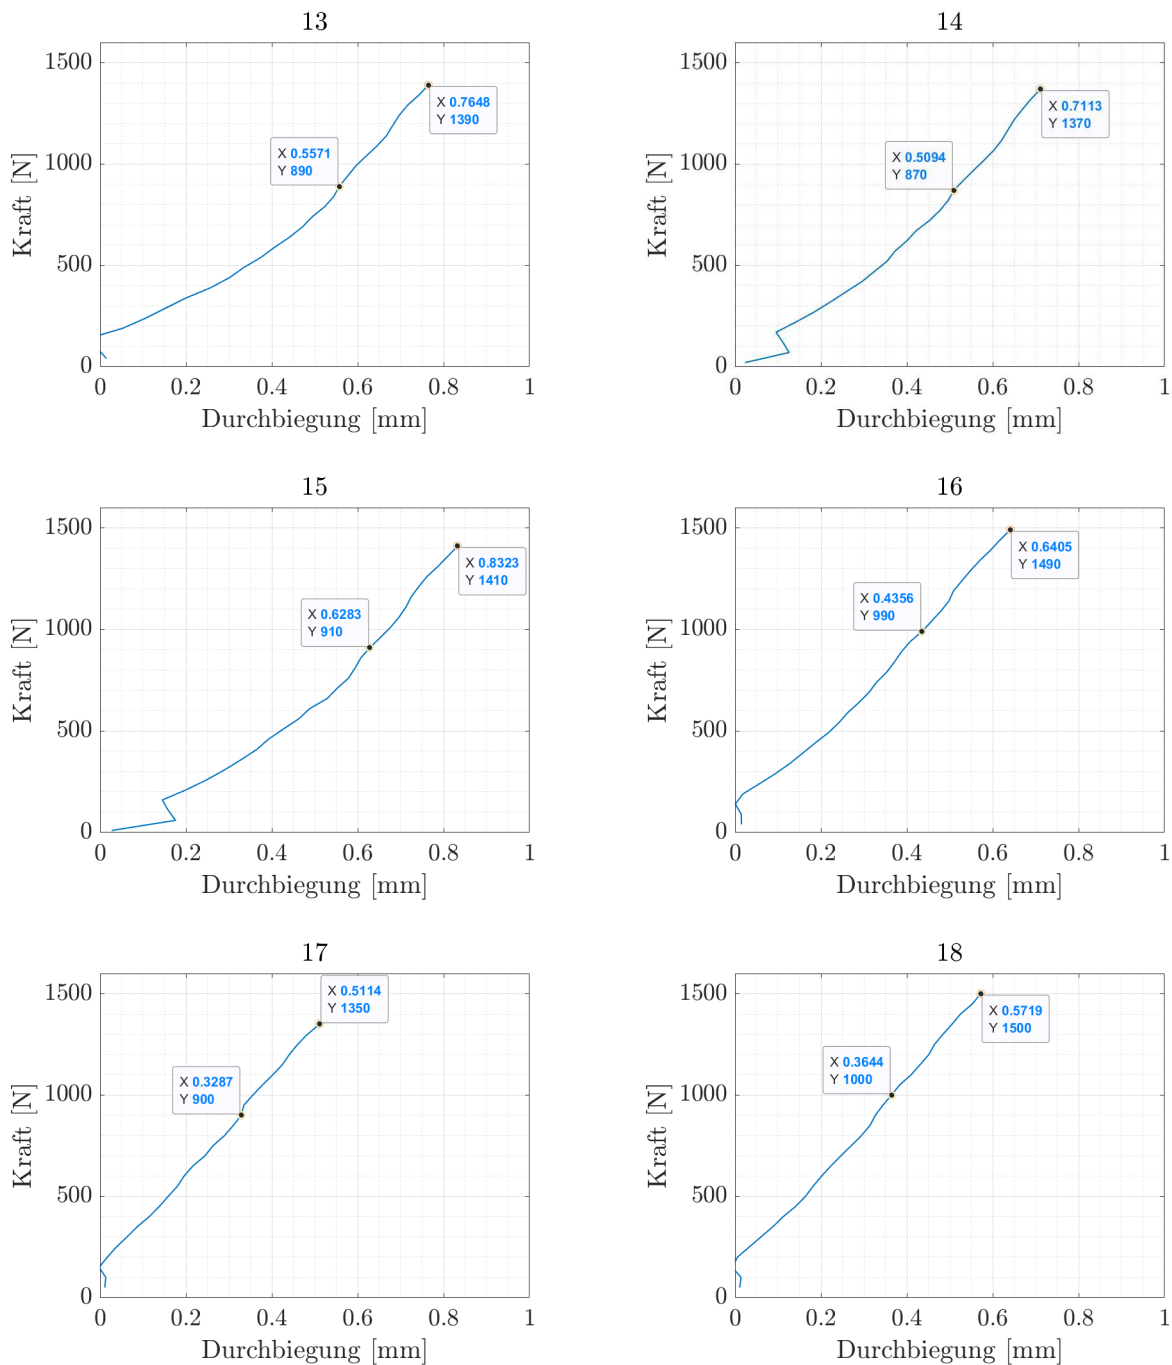 13
1500
1000
500
0
Kraft [N]
X 0.7648
Y 1390
X 0.5571
Y 890
0 0.2 0.4 0.6 0.8 1
Durchbiegung [mm]
14
1500
1000
500
0
Kraft [N]
X 0.7113
Y 1370
X 0.5094
Y 870
0 0.2 0.4 0.6 0.8 1
Durchbiegung [mm]
15
1500
1000
500
0
Kraft [N]
X 0.8323
Y 1410
X 0.6283
Y 910
0 0.2 0.4 0.6 0.8 1
Durchbiegung [mm]
16
1500
1000
500
0
Kraft [N]
X 0.6405
Y 1490
X 0.4356
Y 990
0 0.2 0.4 0.6 0.8 1
Durchbiegung [mm]
17
1500
1000
500
0
Kraft [N]
X 0.5114
Y 1350
X 0.3287
Y 900
0 0.2 0.4 0.6 0.8 1
Durchbiegung [mm]
18
1500
1000
500
0
Kraft [N]
X 0.5719
Y 1500
X 0.3644
Y 1000
0 0.2 0.4 0.6 0.8 1
Durchbiegung [mm]